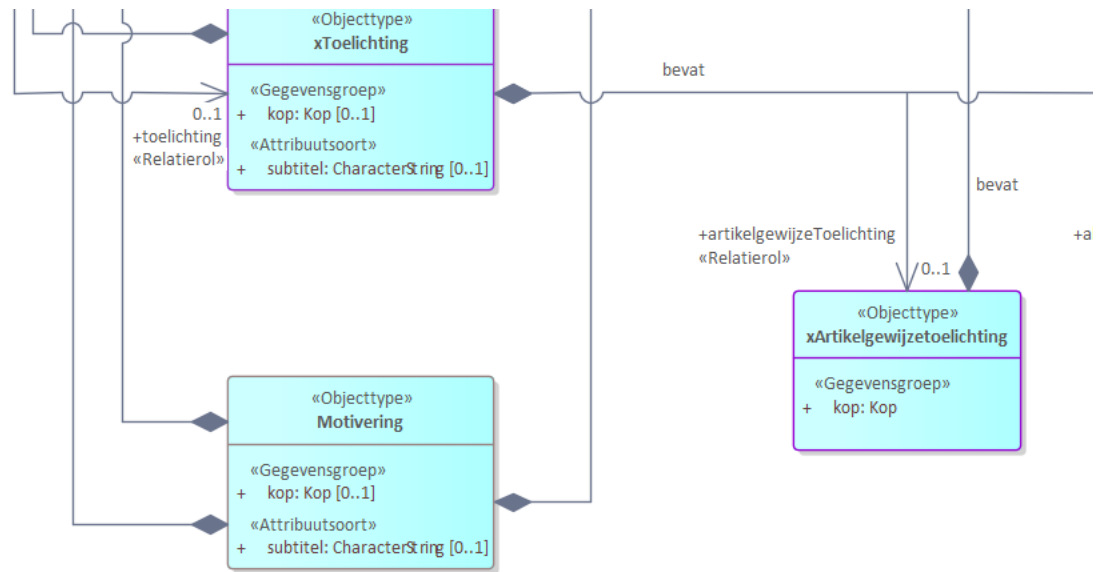 «Objecttype»
xToelichting
«Gegevensgroep»
+ kop: Kop [0..1]
«Attribuutsoort»
+ subtitel: CharacterString [0..1]
0..1
+toelichting
«Relatierol»
bevat
bevat
+artikelgewijzeToelichting
«Relatierol»
0..1
+a
«Objecttype»
xArtikelgewijzetoelichting
«Gegevensgroep»
+ kop: Kop
«Objecttype»
Motivering
«Gegevensgroep»
+ kop: Kop [0..1]
«Attribuutsoort»
+ subtitel: CharacterString [0..1]